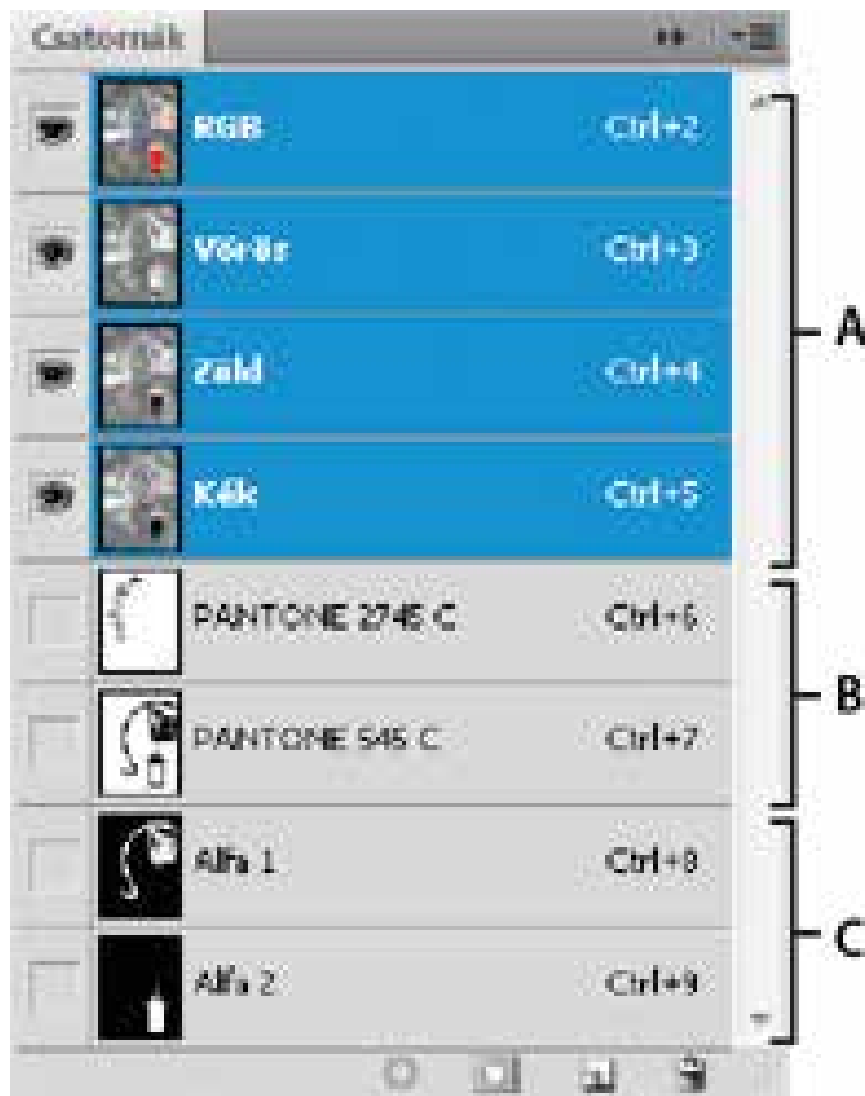 Csatornák
RGB Ctrl+2
Vörös Ctrl+3
A
Zöld Ctrl+4
Kék Ctrl+5
PANTONE 2745 C Ctrl+6
B
PANTONE 545 C Ctrl+7
Alfa 1 Ctrl+8
C
Alfa 2 Ctrl+9